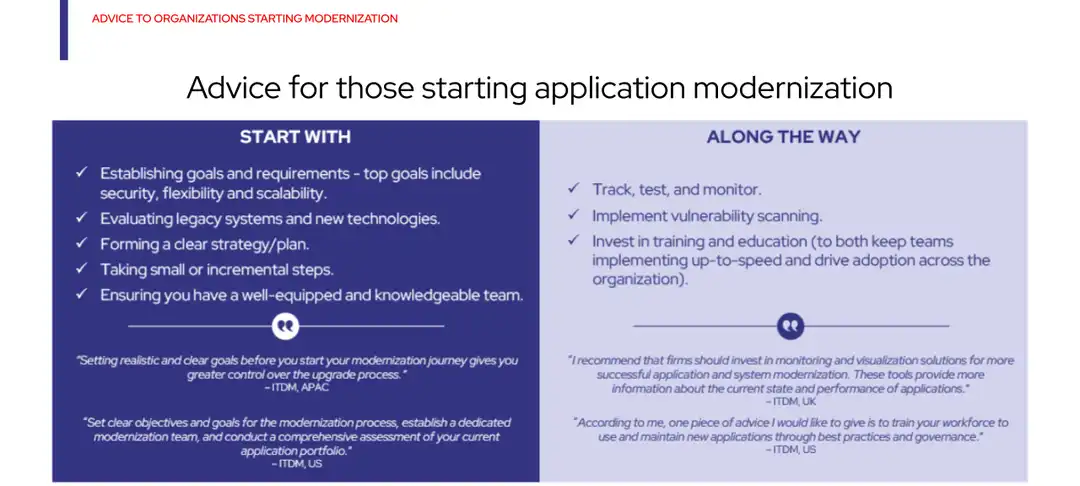 ADVICE TO ORGANIZATIONS STARTING MODERNIZATION
Advice for those starting application modernization
START WITH
✓ Establishing goals and requirements - top goals include
security, flexibility and scalability.
✓ Evaluating legacy systems and new technologies.
✓ Forming a clear strategy/plan.
✓ Taking small or incremental steps.
✓ Ensuring you have a well-equipped and knowledgeable team.
"Setting realistic and clear goals before you start your modernization journey gives you
greater control over the upgrade process."
– ITDM, APAC
"Set clear objectives and goals for the modernization process, establish a dedicated
modernization team, and conduct a comprehensive assessment of your current
application portfolio."
– ITDM, US
ALONG THE WAY
✓ Track, test, and monitor.
✓ Implement vulnerability scanning.
✓ Invest in training and education (to both keep teams
implementing up-to-speed and drive adoption across the
organization).
"I recommend that firms should invest in monitoring and visualization solutions for more
successful application and system modernization. These tools provide more
information about the current state and performance of applications."
– ITDM, UK
"According to me, one piece of advice I would like to give is to train your workforce to
use and maintain new applications through best practices and governance."
– ITDM, US